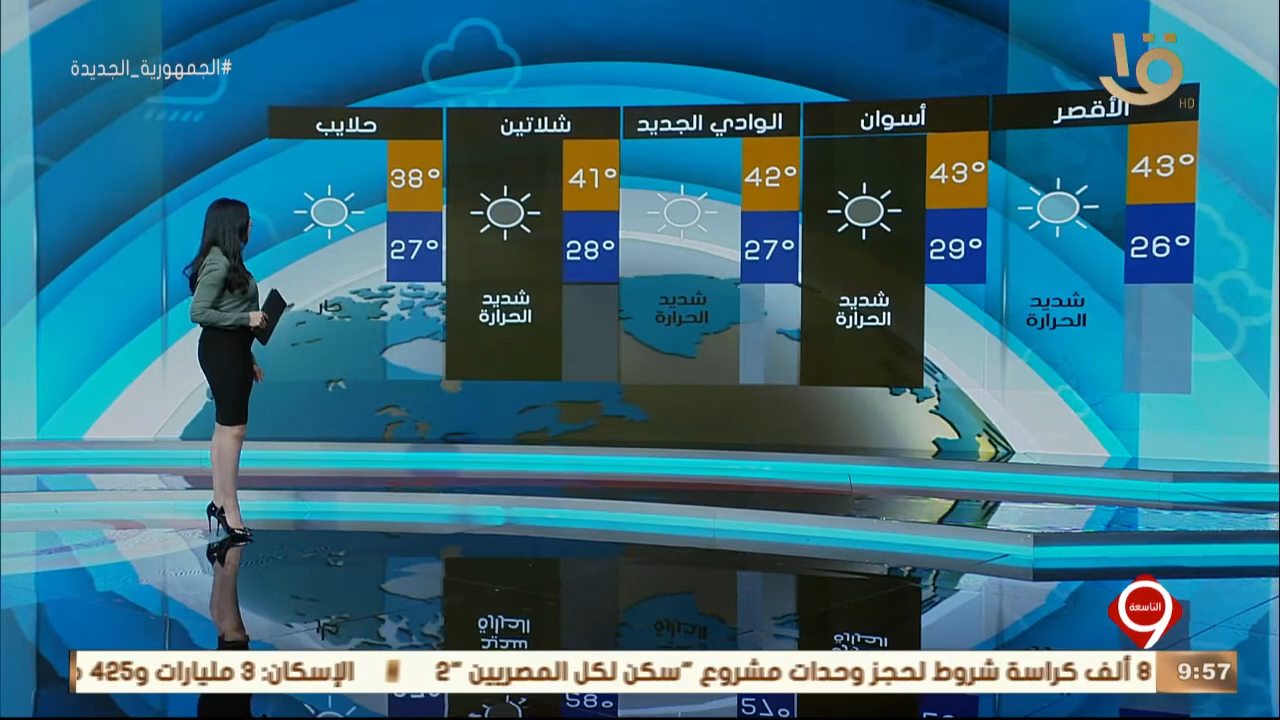 #الجمهورية_الجديدة
HD
الأقصر
43°
26°
شديد
الحرارة
أسوان
43°
29°
شديد
الحرارة
الوادي الجديد
42°
27°
شديد
الحرارة
شلاتين
41°
28°
شديد
الحرارة
حلايب
38°
27°
حار
التاسعة
9
9:57
8 ألف كراسة شروط لحجز وحدات مشروع "سكن لكل المصريين 2"
الإسكان: 3 مليارات و425